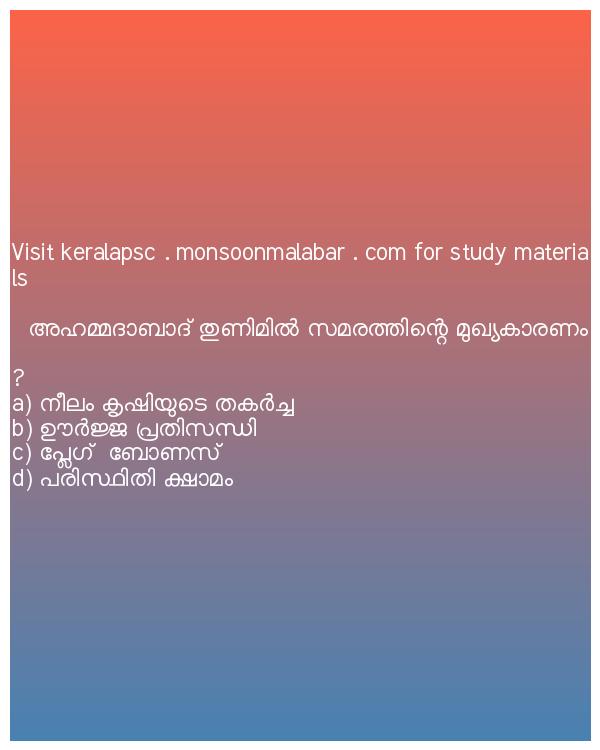 Visit keralapsc . monsoonmalabar . com for study materia
ls
അഹമ്മദാബാദ് തുണിമിൽ സമരത്തിന്റെ മുഖ്യകാരണം
?
a) നീലം കൃഷിയുടെ തകർച്ച
b) ഊർജ്ജ പ്രതിസന്ധി
c) പ്ലേഗ് ബോണസ്
d) പരിസ്ഥിതി ക്ഷാമം